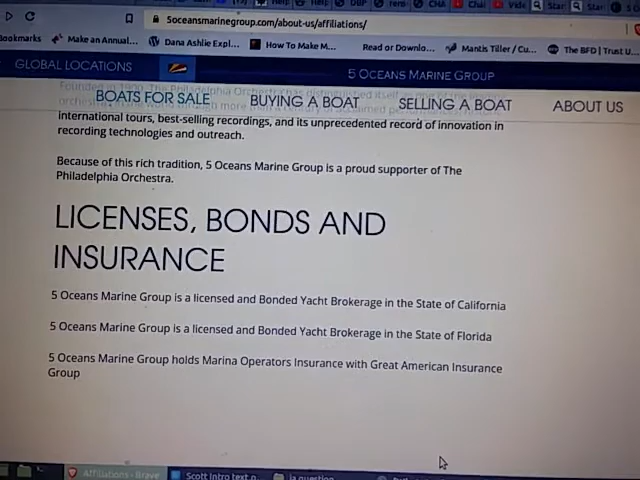 5oceansmarinegroup.com/about-us/affiliations/
Bookmarks Make an Annual... Dana Ashlie Expl... How To Make M... Read or Downlo... Mantis Tiller / Cu... The BFD | Trust U...
GLOBAL LOCATIONS 5 OCEANS MARINE GROUP
BOATS FOR SALE BUYING A BOAT SELLING A BOAT ABOUT US
international tours, best-selling recordings, and its unprecedented record of innovation in
recording technologies and outreach.
Because of this rich tradition, 5 Oceans Marine Group is a proud supporter of The
Philadelphia Orchestra.
LICENSES, BONDS AND
INSURANCE
5 Oceans Marine Group is a licensed and Bonded Yacht Brokerage in the State of California
5 Oceans Marine Group is a licensed and Bonded Yacht Brokerage in the State of Florida
5 Oceans Marine Group holds Marina Operators Insurance with Great American Insurance
Group
Affiliations - Brave Scott Intro text